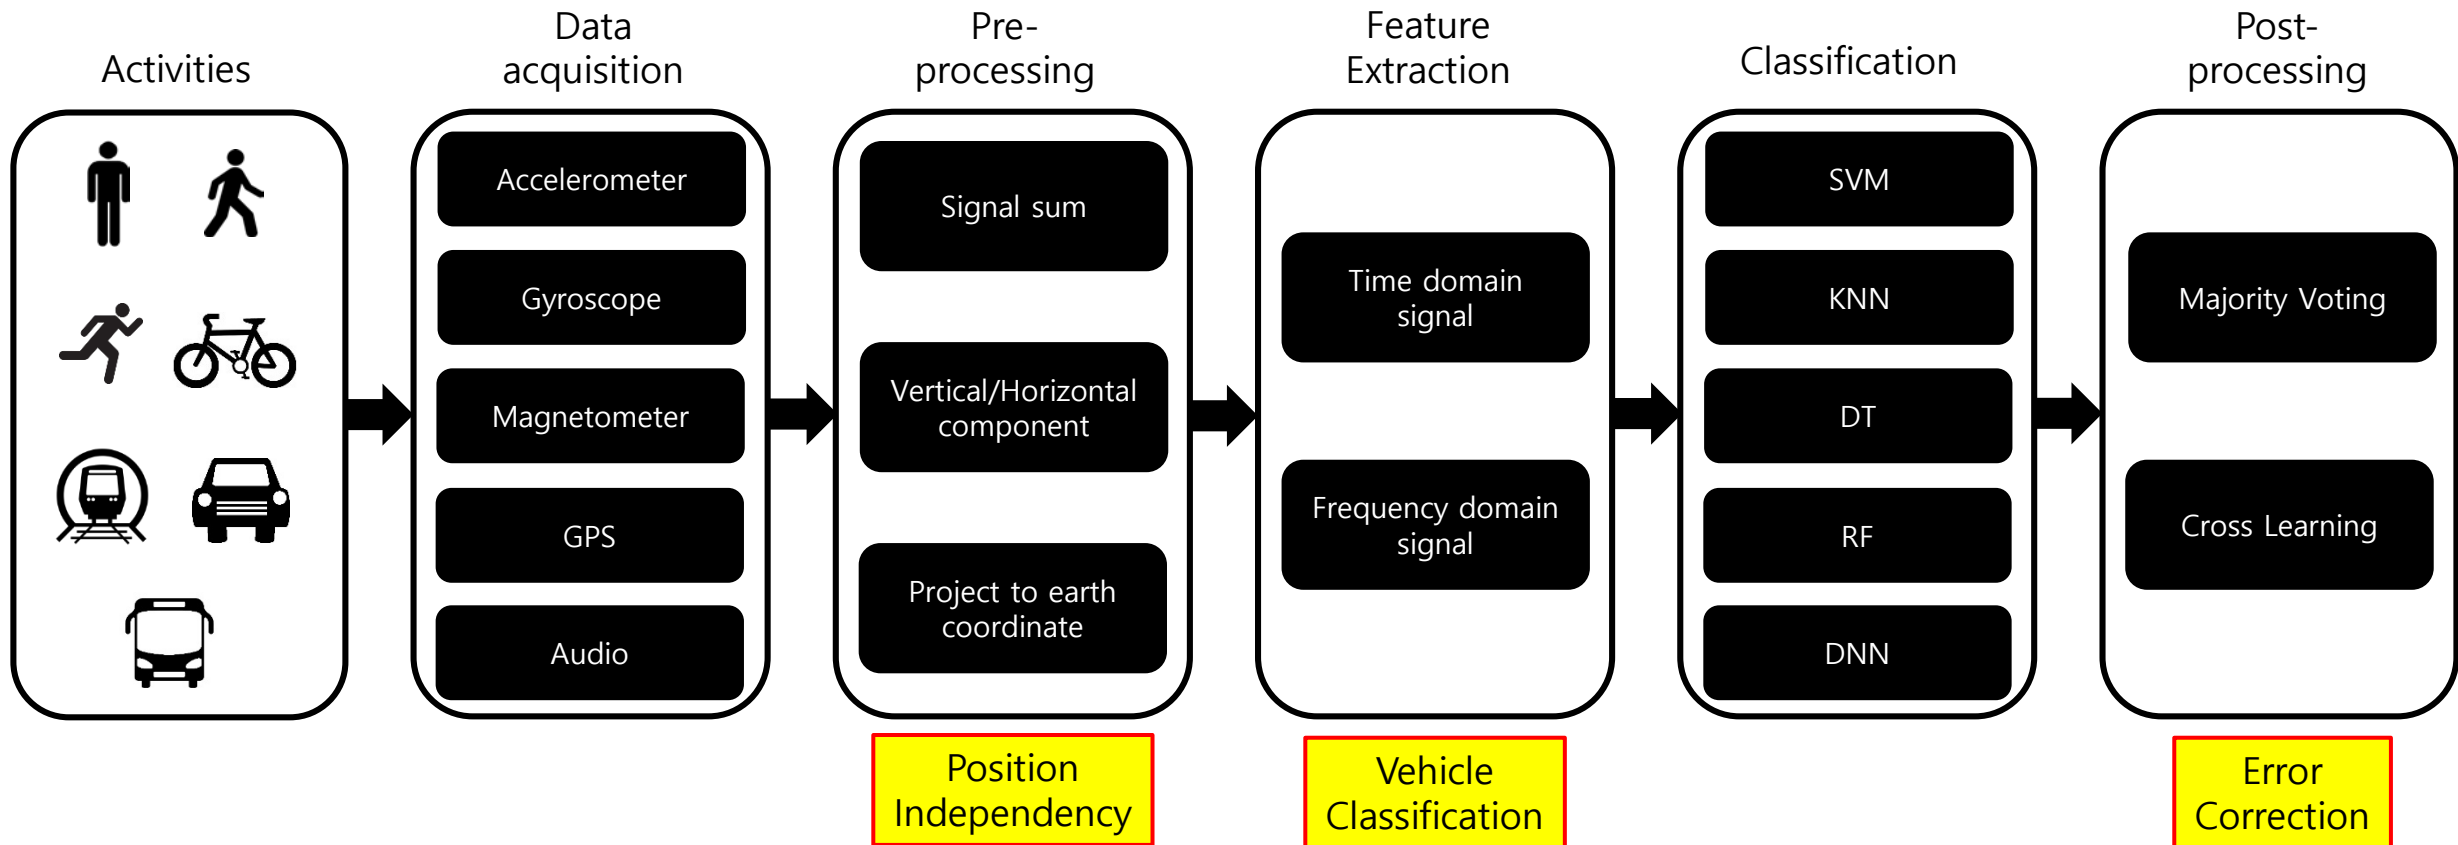 Activities
Data
acquisition
Accelerometer
Gyroscope
Magnetometer
GPS
Audio
Pre-
processing
Signal sum
Vertical/Horizontal
component
Project to earth
coordinate
Position
Independency
Feature
Extraction
Time domain
signal
Frequency domain
signal
Vehicle
Classification
Classification
SVM
KNN
DT
RF
DNN
Post-
processing
Majority Voting
Cross Learning
Error
Correction